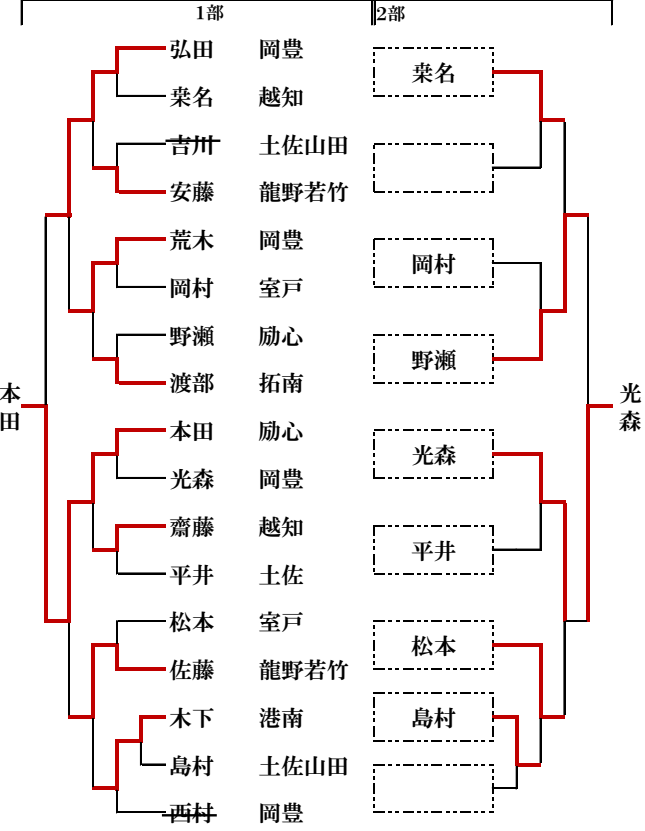 1部 2部
弘田 岡豊
桒名
桒名 越知
吉川 土佐山田
安藤 龍野若竹
荒木 岡豊
岡村
岡村 室戸
野瀬 励心
野瀬
渡部 拓南
本田
光森
本田 励心
光森
光森 岡豊
齋藤 越知
平井
平井 土佐
松本 室戸
松本
佐藤 龍野若竹
木下 港南
島村
島村 土佐山田
西村 岡豊